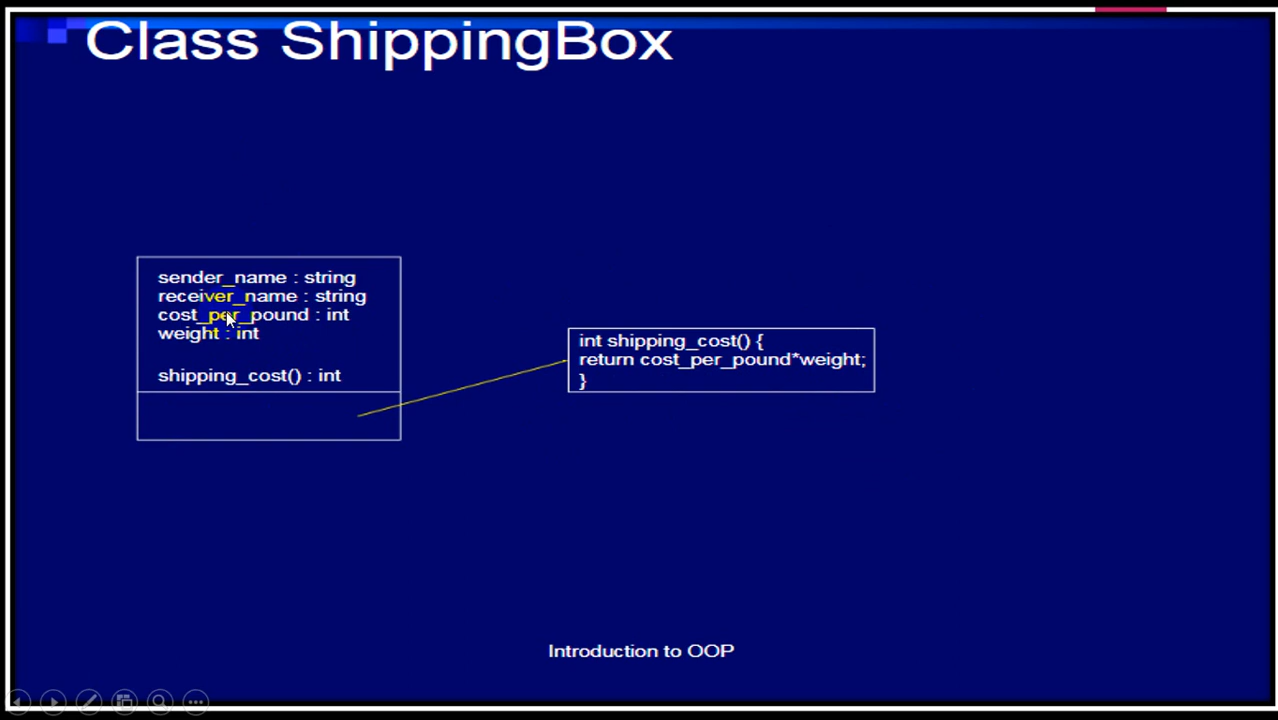 Class ShippingBox
sender_name : string
receiver_name : string
cost_per_pound : int
weight : int
shipping_cost() : int
int shipping_cost() {
return cost_per_pound*weight;
}
Introduction to OOP